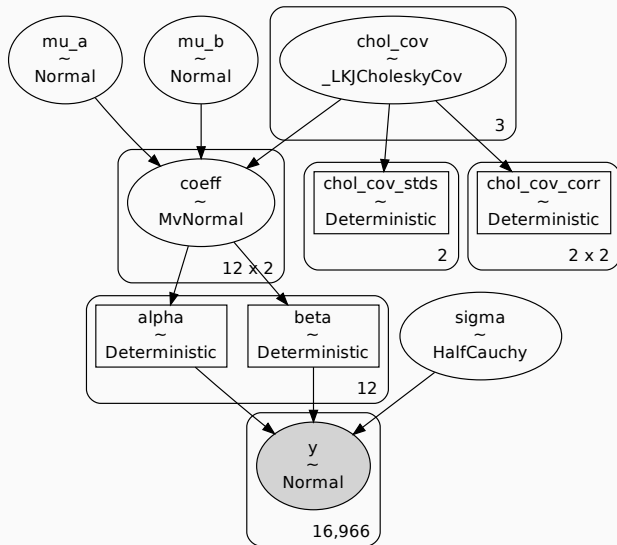 mu_a
~
Normal
mu_b
~
Normal
chol_cov
~
_LKJCholeskyCov
3
coeff
~
MvNormal
12 x 2
chol_cov_stds
~
Deterministic
2
chol_cov_corr
~
Deterministic
2 x 2
alpha
~
Deterministic
beta
~
Deterministic
12
sigma
~
HalfCauchy
y
~
Normal
16,966